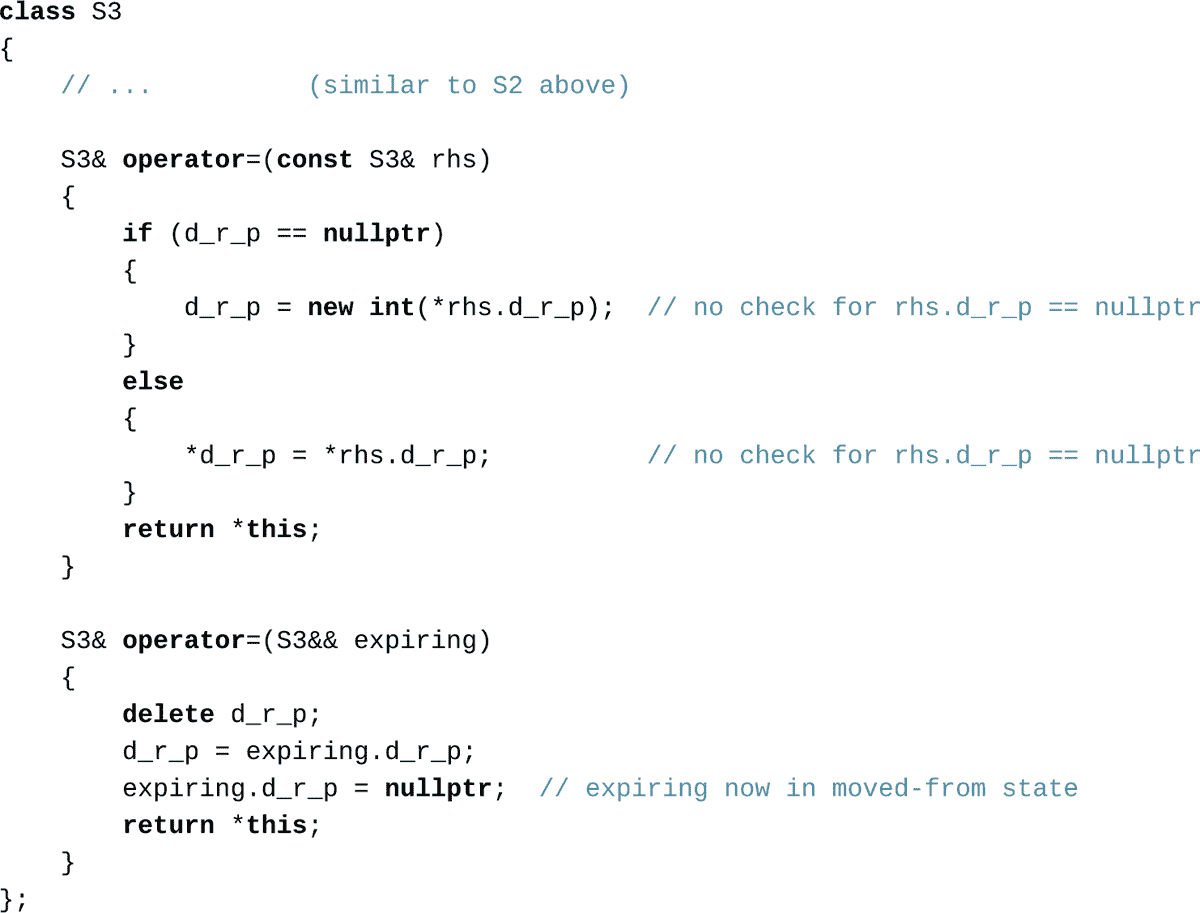 class S3
{
    // ...          (similar to S2 above)

    S3& operator=(const S3& rhs)
    {
        if (d_r_p == nullptr)
        {
            d_r_p = new int(*rhs.d_r_p);  // no check for rhs.d_r_p == nullptr
        }
        else
        {
            *d_r_p = *rhs.d_r_p;          // no check for rhs.d_r_p == nullptr
        }
        return *this;
    }

    S3& operator=(S3&& expiring)
    {
        delete d_r_p;
        d_r_p = expiring.d_r_p;
        expiring.d_r_p = nullptr;  // expiring now in moved-from state
        return *this;
    }
};